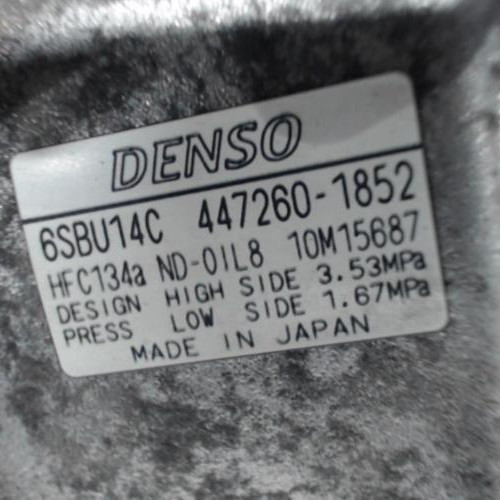 DENSO
6SBU14C 447260-1852
HFC134a ND-OIL8 10M15687
DESIGN HIGH SIDE 3.53MPa
PRESS LOW SIDE 1.67MPa
MADE IN JAPAN